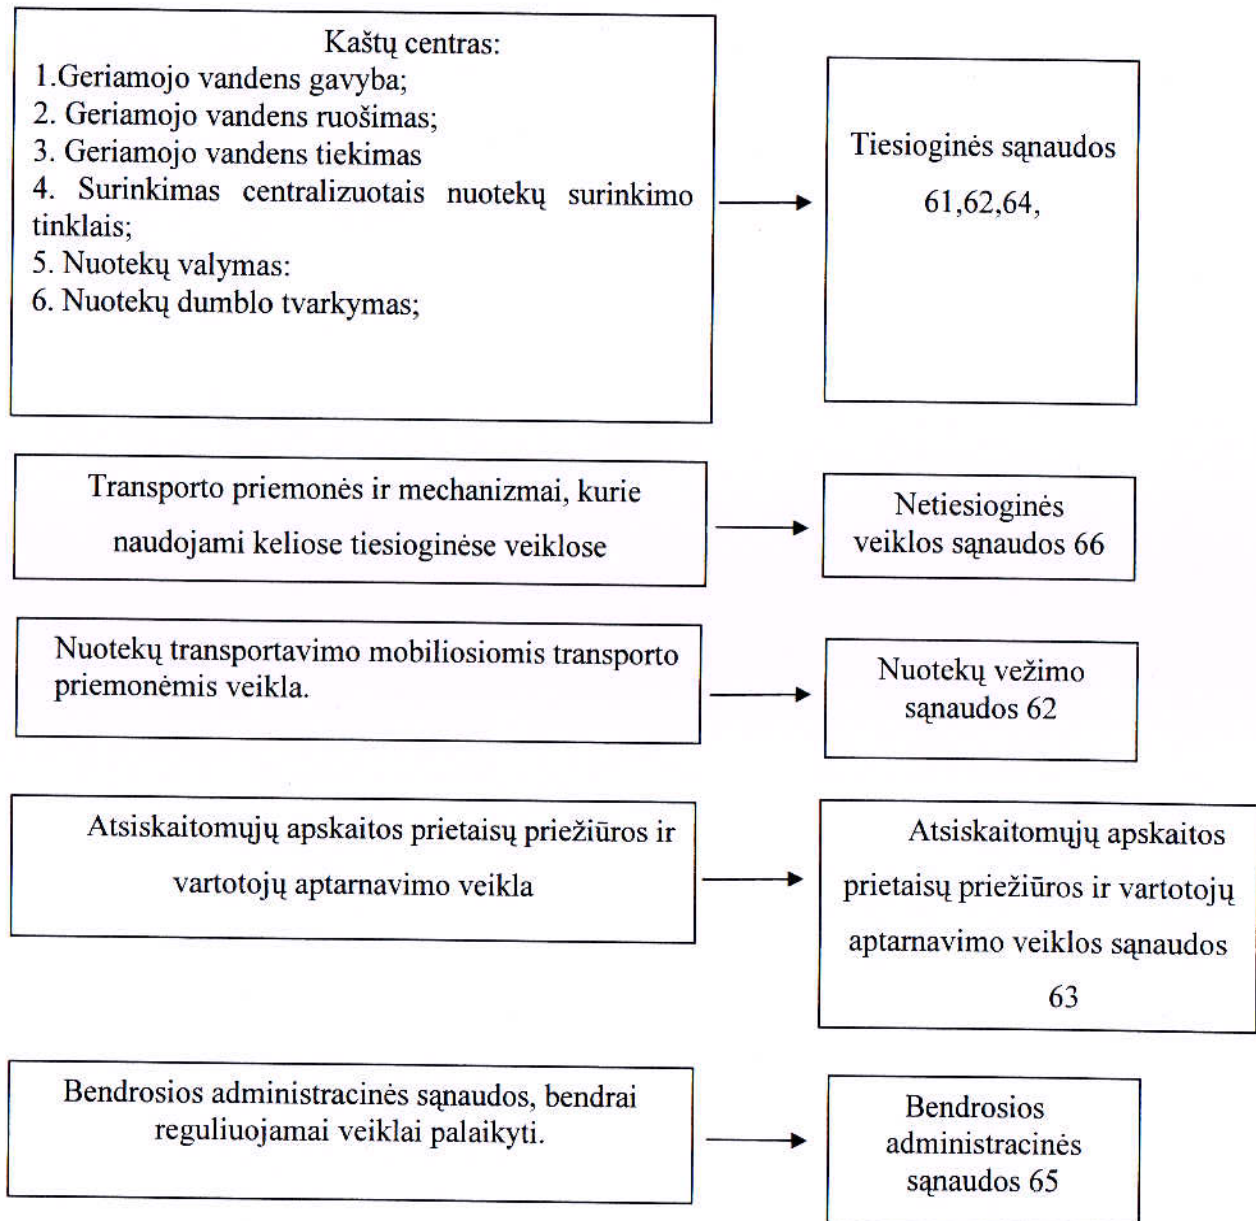 Kaštų centras:
1.Geriamojo vandens gavyba;
2. Geriamojo vandens ruošimas;
3. Geriamojo vandens tiekimas
4. Surinkimas centralizuotais nuotekų surinkimo
tinklais;
5. Nuotekų valymas:
6. Nuotekų dumblo tvarkymas;
Tiesioginės sąnaudos
61,62,64,
Transporto priemonės ir mechanizmai, kurie
naudojami keliose tiesioginėse veiklose
Netiesioginės
veiklos sąnaudos 66
Nuotekų transportavimo mobiliosiomis transporto
priemonėmis veikla.
Nuotekų vežimo
sąnaudos 62
Atsiskaitomųjų apskaitos prietaisų priežiūros ir
vartotojų aptarnavimo veikla
Atsiskaitomųjų apskaitos
prietaisų priežiūros ir vartotojų
aptarnavimo veiklos sąnaudos
63
Bendrosios administracinės sąnaudos, bendrai
reguliuojamai veiklai palaikyti.
Bendrosios
administracinės
sąnaudos 65